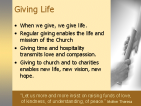 Giving Life
When we give, we give life.
Regular giving enables the life and
mission of the Church
Giving time and hospitality
transmits love and compassion.
Giving to church and to charities
enables new life, new vision, new
hope.
"Let us more and more insist on raising funds of love,
of kindness, of understanding, of peace." Mother Teresa